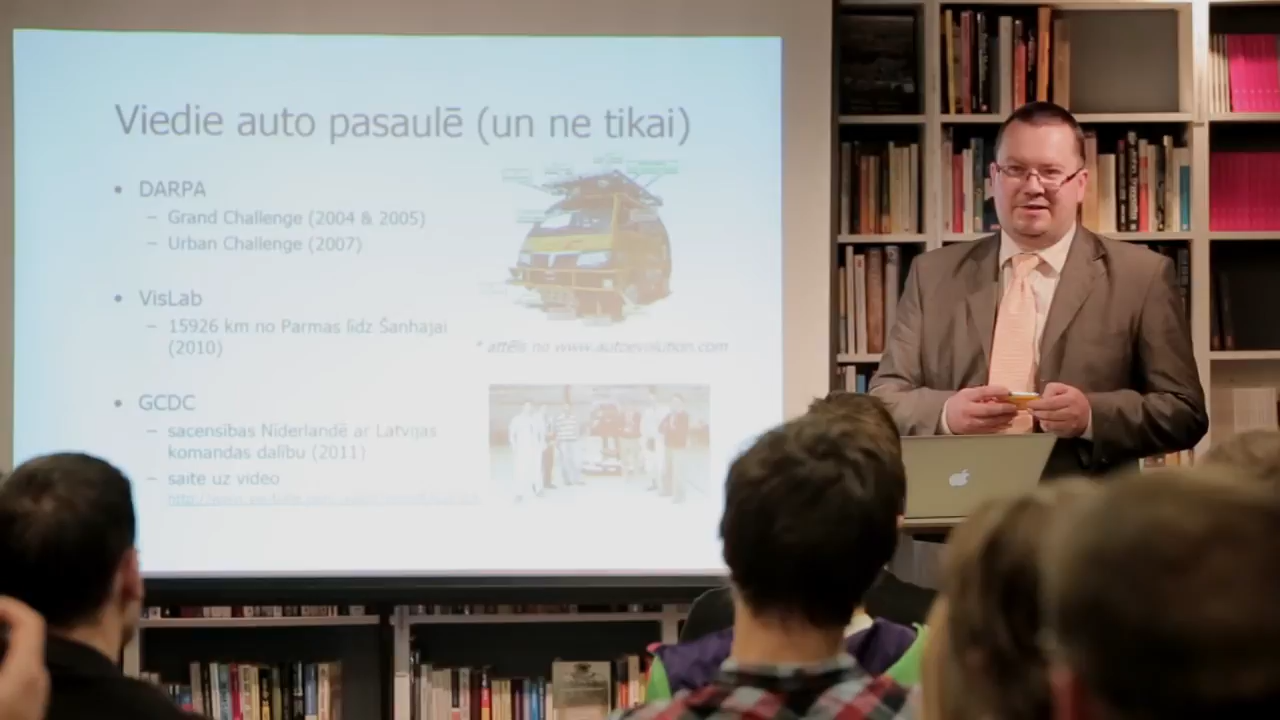 Viedie auto pasaulē (un ne tikai)
• DARPA
– Grand Challenge (2004 & 2005)
– Urban Challenge (2007)
• VisLab
– 15926 km no Parmas līdz Šanhajai
(2010)
* attēls no www.autoevolution.com
• GCDC
– sacensības Nīderlandē ar Latvijas
komandas dalību (2011)
– saite uz video